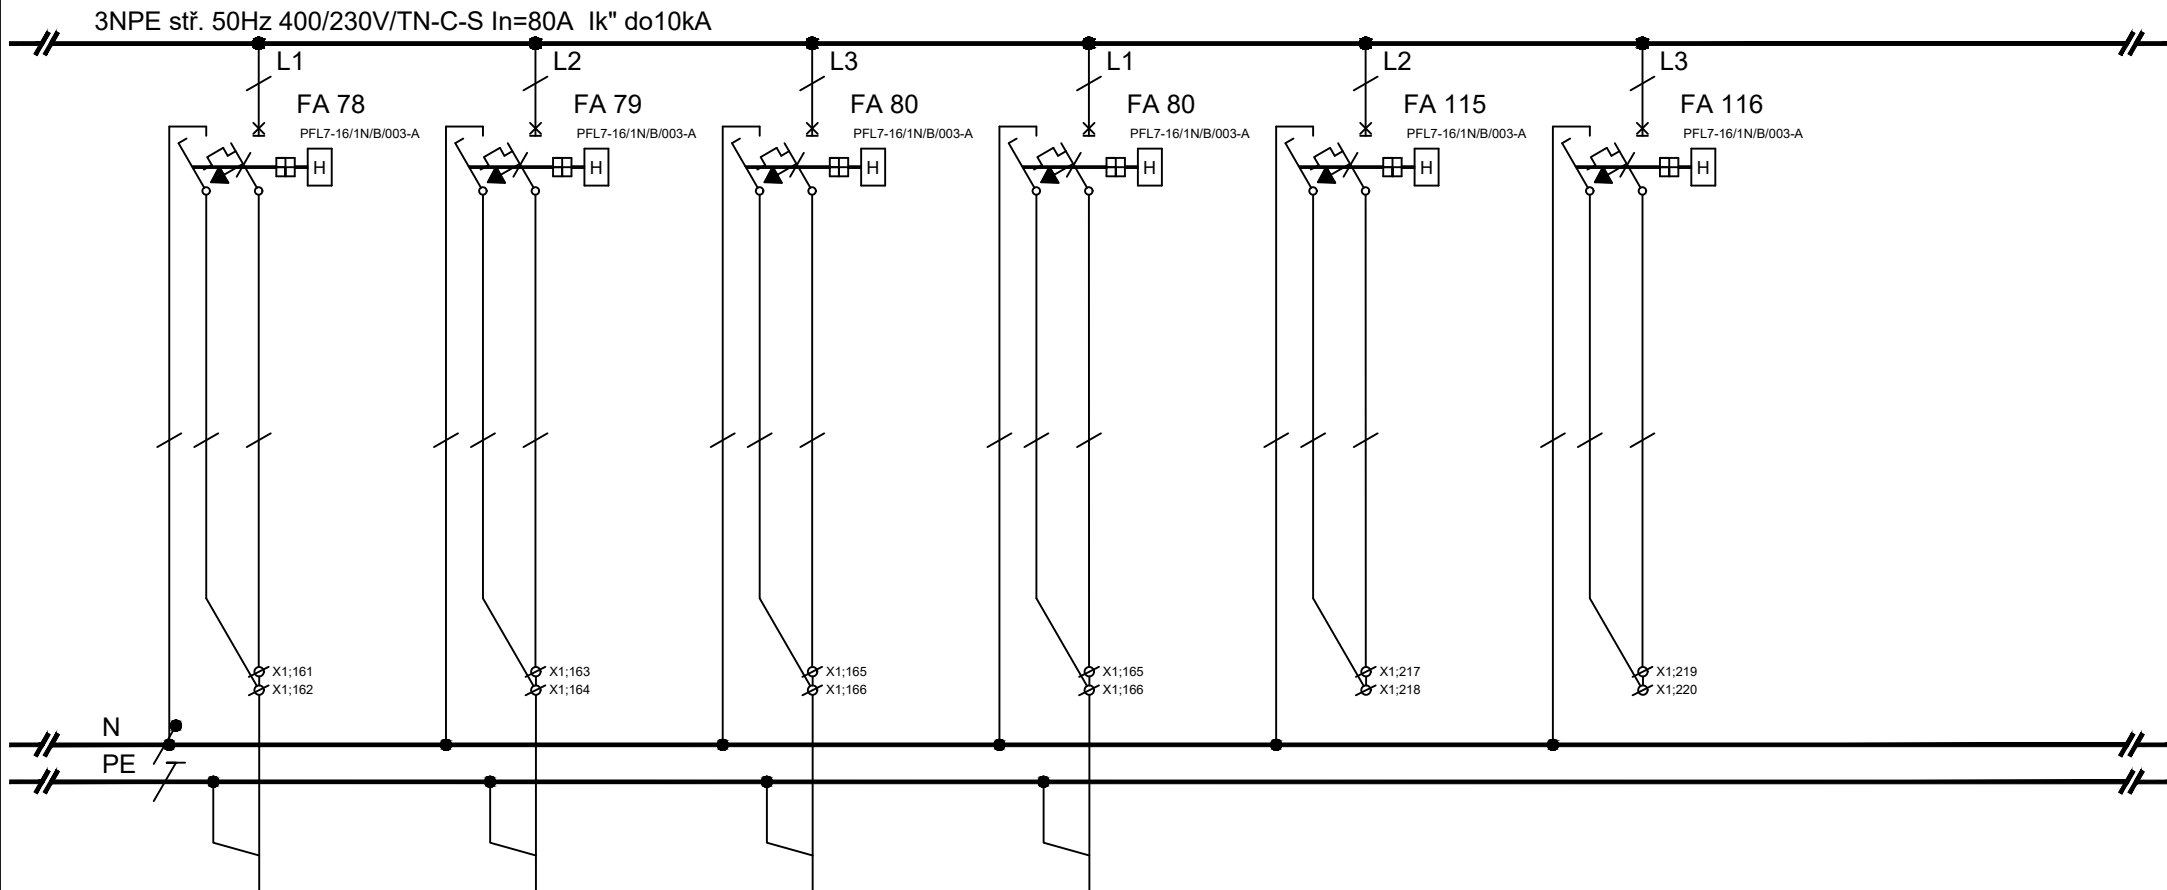 3NPE stř. 50Hz 400/230V/TN-C-S In=80A  Ik" do10kA
L1
L2
L3
L1
L2
L3
FA 78
FA 79
FA 80
FA 80
FA 115
FA 116
PFL7-16/1N/B/003-A
PFL7-16/1N/B/003-A
PFL7-16/1N/B/003-A
PFL7-16/1N/B/003-A
PFL7-16/1N/B/003-A
PFL7-16/1N/B/003-A
H
H
H
H
H
H
X1;161
X1;163
X1;165
X1;165
X1;217
X1;219
X1;162
X1;164
X1;166
X1;166
X1;218
X1;220
N
PE